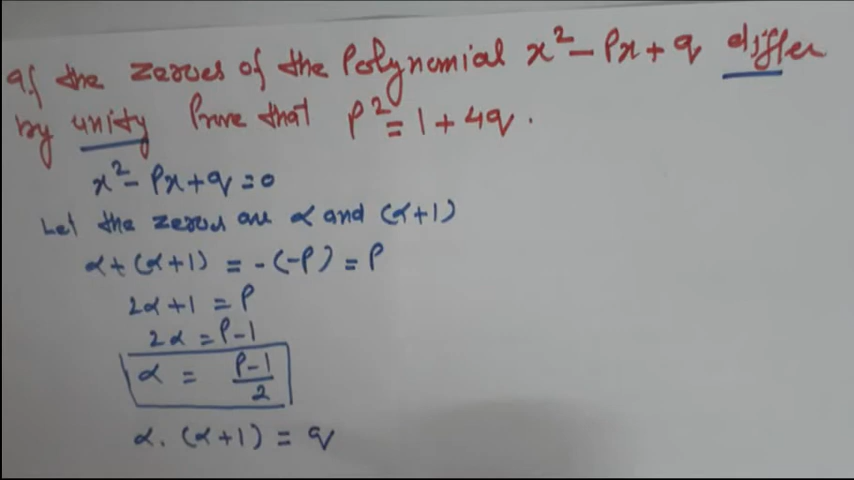 If the zeroes of the Polynomial x² - Px + q differ
by unity Prove that P² = 1 + 4q.
x² - Px + q = 0
Let the zeroes are α and (α+1)
α + (α+1) = -(-P) = P
2α + 1 = P
2α = P-1
α = P-1/2
α. (α+1) = q